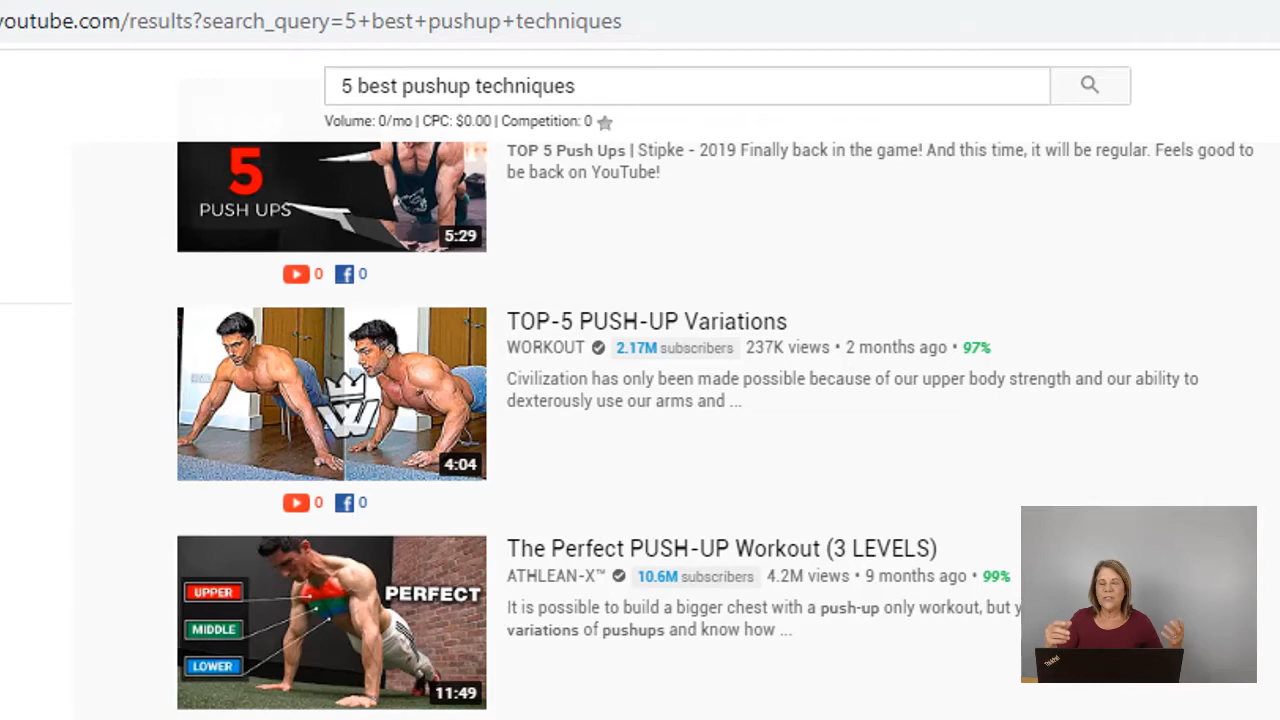 youtube.com/results?search_query=5+best+pushup+techniques
5 best pushup techniques
Volume: 0/mo | CPC: $0.00 | Competition: 0
5
PUSH UPS
5:29
TOP 5 Push Ups | Stipke - 2019 Finally back in the game! And this time, it will be regular. Feels good to
be back on YouTube!
0 0
W
4:04
TOP-5 PUSH-UP Variations
WORKOUT 2.17M subscribers 237K views • 2 months ago • 97%
Civilization has only been made possible because of our upper body strength and our ability to
dexterously use our arms and ...
0 0
UPPER
MIDDLE
LOWER
PERFECT
11:49
The Perfect PUSH-UP Workout (3 LEVELS)
ATHLEAN-X™ 10.6M subscribers 4.2M views • 9 months ago • 99%
It is possible to build a bigger chest with a push-up only workout, but y
variations of pushups and know how ...
ThinkPad